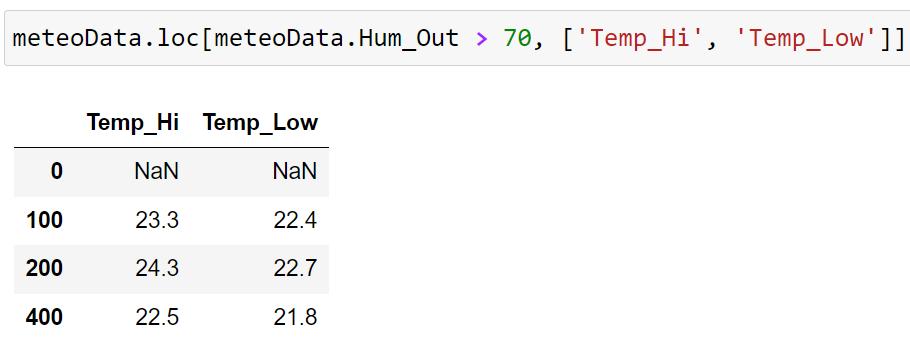 meteoData.loc[meteoData.Hum_Out > 70, ['Temp_Hi', 'Temp_Low']]
Temp_Hi Temp_Low
0 NaN NaN
100 23.3 22.4
200 24.3 22.7
400 22.5 21.8